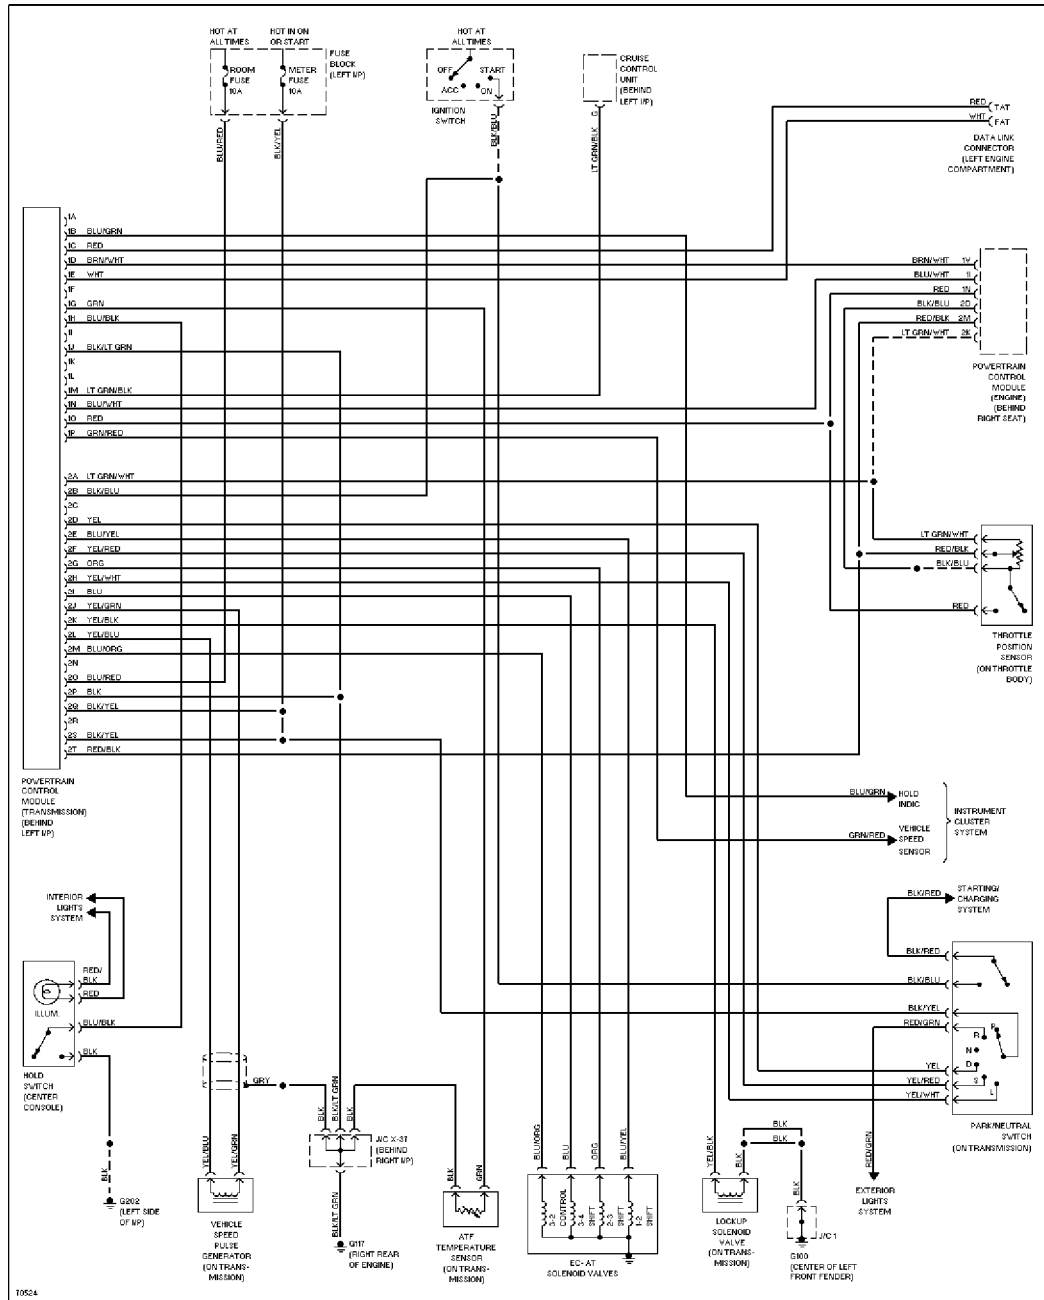 HOT AT
ALL TIMES
HOT IN ON
OR START
ROOM
FUSE
10A
METER
FUSE
10A
FUSE
BLOCK
(LEFT I/P)
BLU/RED
BLK/YEL
HOT AT
ALL TIMES
OFF
START
ACC
ON
IGNITION
SWITCH
BLK/BLU
CRUISE
CONTROL
UNIT
(BEHIND
LEFT I/P)
G
LT GRN/BLK
RED TAT
WHT FAT
DATA LINK
CONNECTOR
(LEFT ENGINE
COMPARTMENT)
1A
1B BLU/GRN
1C RED
1D BRN/WHT
1E WHT
1F
1G GRN
1H BLU/BLK
1I
1J BLK/LT GRN
1K
1L
1M LT GRN/BLK
1N BLU/WHT
1O RED
1P GRN/RED
2A LT GRN/WHT
2B BLK/BLU
2C
2D YEL
2E BLU/YEL
2F YEL/RED
2G ORG
2H YEL/WHT
2I BLU
2J YEL/GRN
2K YEL/BLK
2L YEL/BLU
2M BLU/ORG
2N
2O BLU/RED
2P BLK
2Q BLK/YEL
2R
2S BLK/YEL
2T RED/BLK
POWERTRAIN
CONTROL
MODULE
(TRANSMISSION)
(BEHIND
LEFT I/P)
BRN/WHT 1V
BLU/WHT 1I
RED 1N
BLK/BLU 2D
RED/BLK 2M
LT GRN/WHT 2K
POWERTRAIN
CONTROL
MODULE
(ENGINE)
(BEHIND
RIGHT SEAT)
LT GRN/WHT
RED/BLK
BLK/BLU
RED
THROTTLE
POSITION
SENSOR
(ON THROTTLE
BODY)
BLU/GRN
HOLD
INDIC
GRN/RED
VEHICLE
SPEED
SENSOR
INSTRUMENT
CLUSTER
SYSTEM
BLK/RED
STARTING/
CHARGING
SYSTEM
BLK/RED
BLK/BLU
BLK/YEL
RED/GRN
YEL
YEL/RED
YEL/WHT
P
R
N
D
S
L
PARK/NEUTRAL
SWITCH
(ON TRANSMISSION)
RED/GRN
EXTERIOR
LIGHTS
SYSTEM
INTERIOR
LIGHTS
SYSTEM
RED/
BLK
RED
ILLUM.
BLU/BLK
BLK
HOLD
SWITCH
(CENTER
CONSOLE)
BLK
G202
(LEFT SIDE
OF I/P)
GRY
YEL/BLU
YEL/GRN
VEHICLE
SPEED
PULSE
GENERATOR
(ON TRANS-
MISSION)
BLK
BLK/LT GRN
BLK
J/C X-37
(BEHIND
RIGHT I/P)
BLK/LT GRN
G117
(RIGHT REAR
OF ENGINE)
BLK
GRN
ATF
TEMPERATURE
SENSOR
(ON TRANS-
MISSION)
BLU/ORG
BLU
ORG
BLU/YEL
3-2
CONTROL
3-4
SHIFT
2-3
SHIFT
1-2
SHIFT
EC-AT
SOLENOID VALVES
YEL/BLK
BLK
BLK
BLK
LOCKUP
SOLENOID
VALVE
(ON TRANS-
MISSION)
BLK
J/C 1
G100
(CENTER OF LEFT
FRONT FENDER)
70524